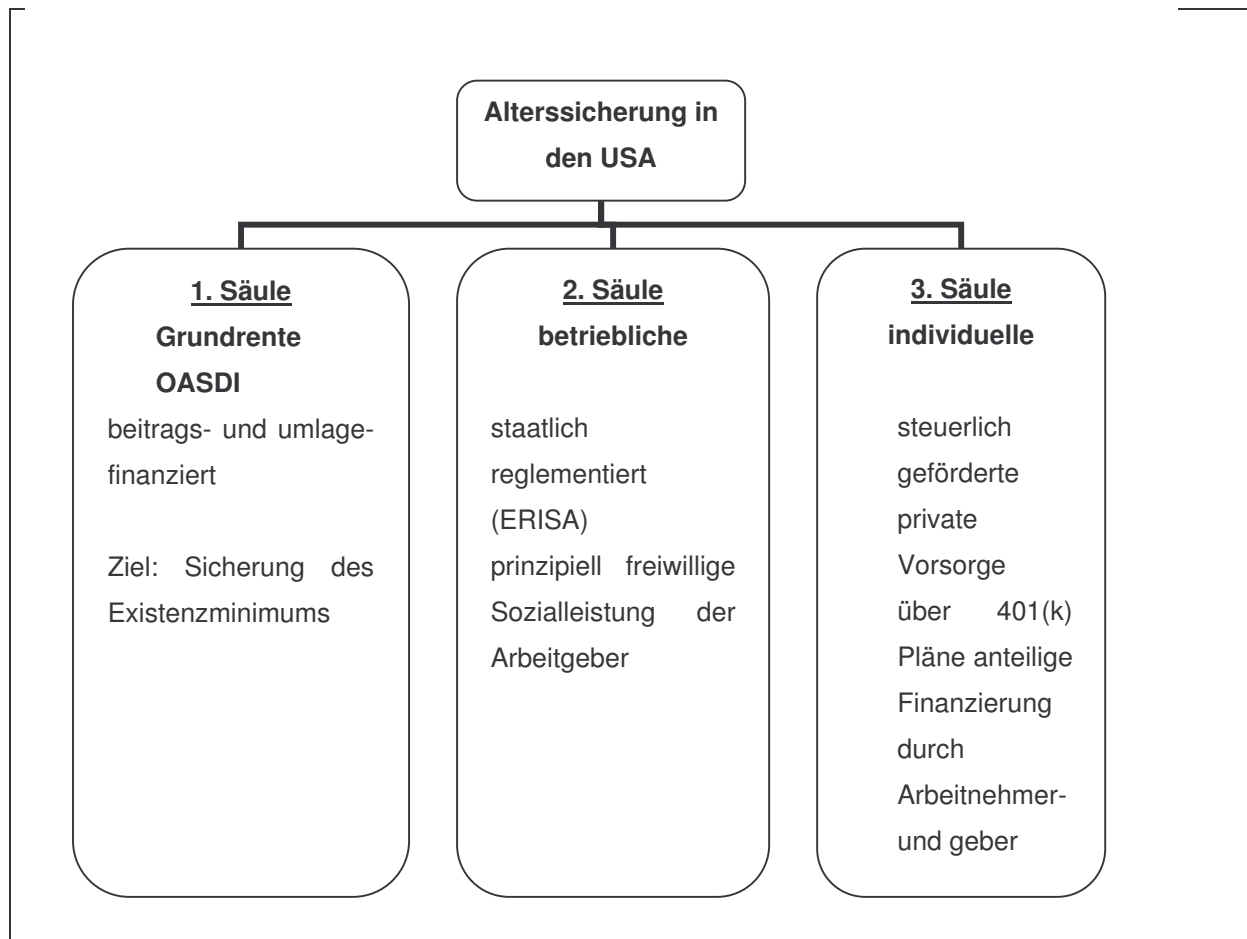 Alterssicherung in
den USA
1. Säule
Grundrente
OASDI
beitrags- und umlage-
finanziert
Ziel: Sicherung des
Existenzminimums
2. Säule
betriebliche
staatlich
reglementiert
(ERISA)
prinzipiell freiwillige
Sozialleistung der
Arbeitgeber
3. Säule
individuelle
steuerlich
geförderte
private
Vorsorge
über 401(k)
Pläne anteilige
Finanzierung
durch
Arbeitnehmer-
und geber